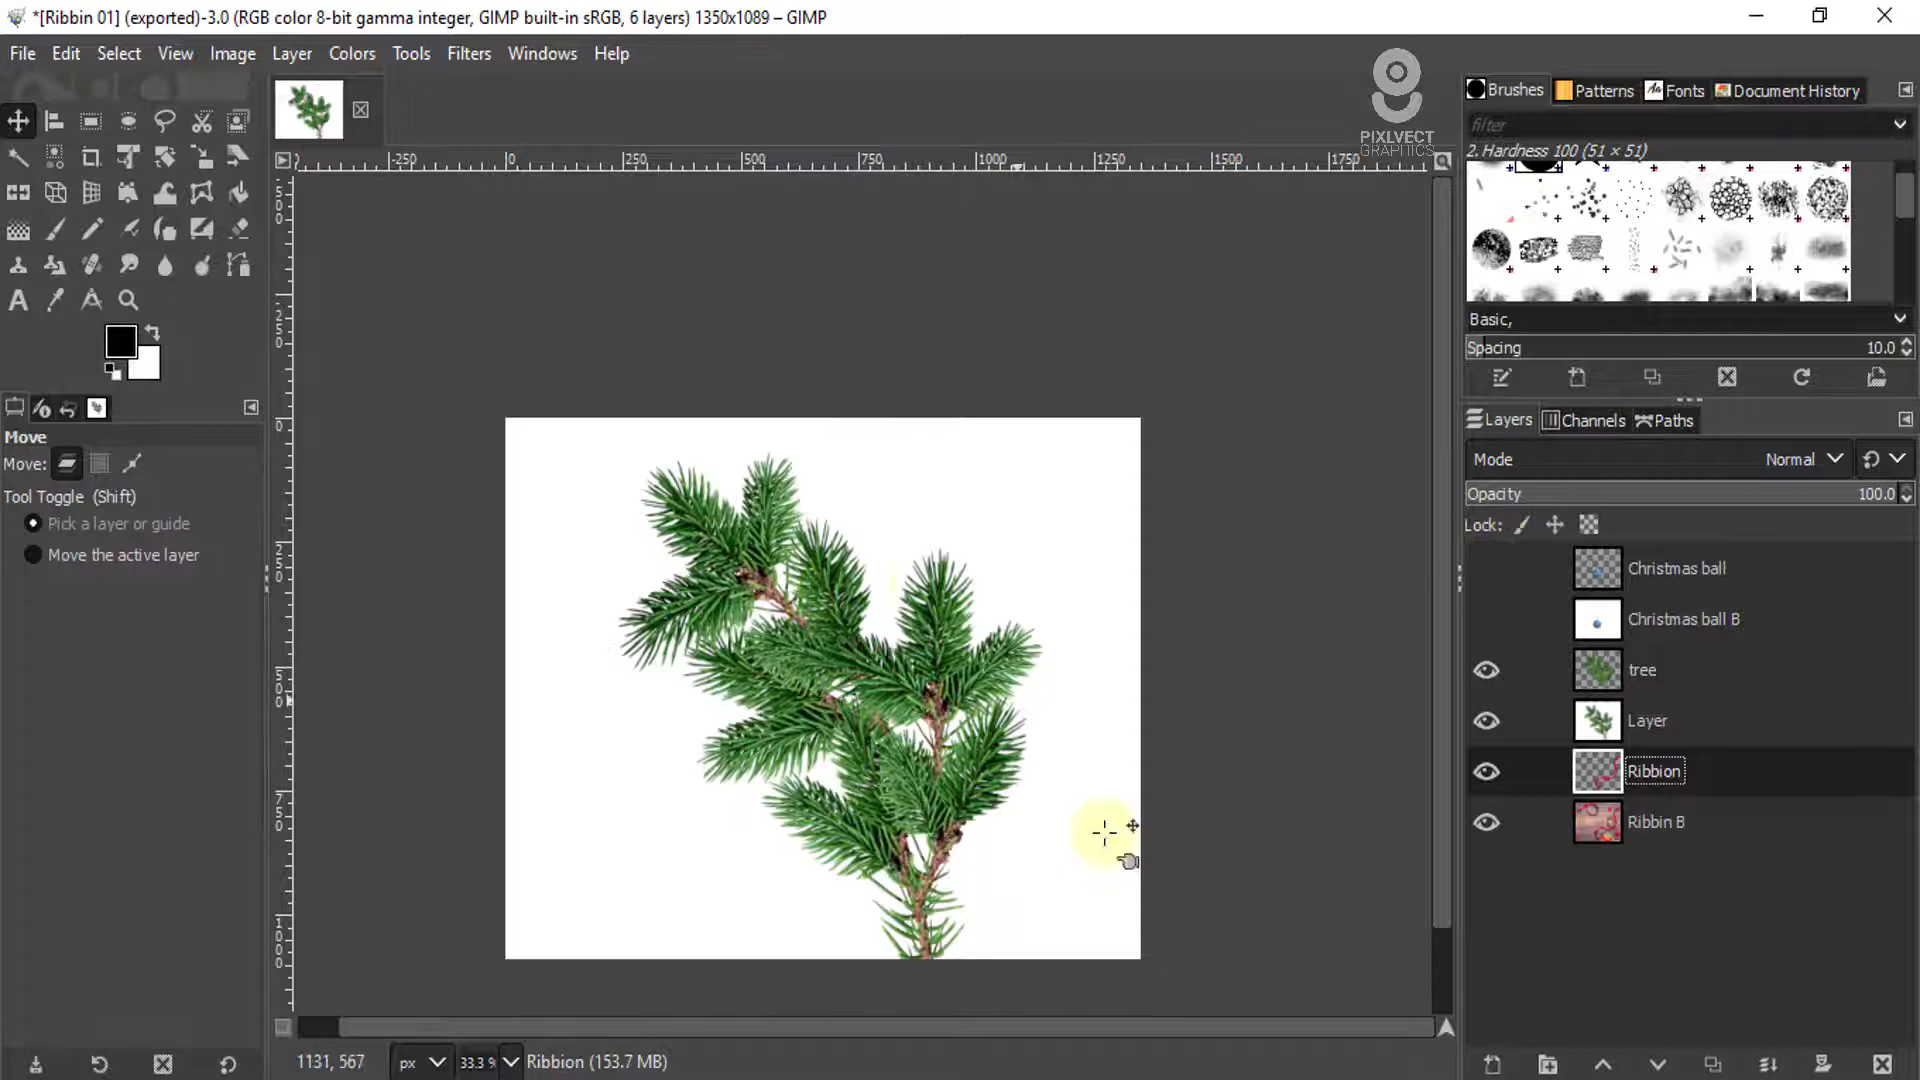 *[Ribbin 01] (exported)-3.0 (RGB color 8-bit gamma integer, GIMP built-in sRGB, 6 layers) 1350x1089 – GIMP
File Edit Select View Image Layer Colors Tools Filters Windows Help
PIXLVECT
GRAPHICS
Brushes Patterns Fonts Document History
filter
2. Hardness 100 (51 × 51)
-250 0 250 500 750 1000 1250 1500 1750
Basic,
Spacing 10.0
Move
Move:
Tool Toggle (Shift)
Pick a layer or guide
Move the active layer
Layers Channels Paths
Mode Normal
Opacity 100.0
Lock:
Christmas ball
Christmas ball B
tree
Layer
Ribbion
Ribbin B
1131, 567 px 33.3 % Ribbion (153.7 MB)